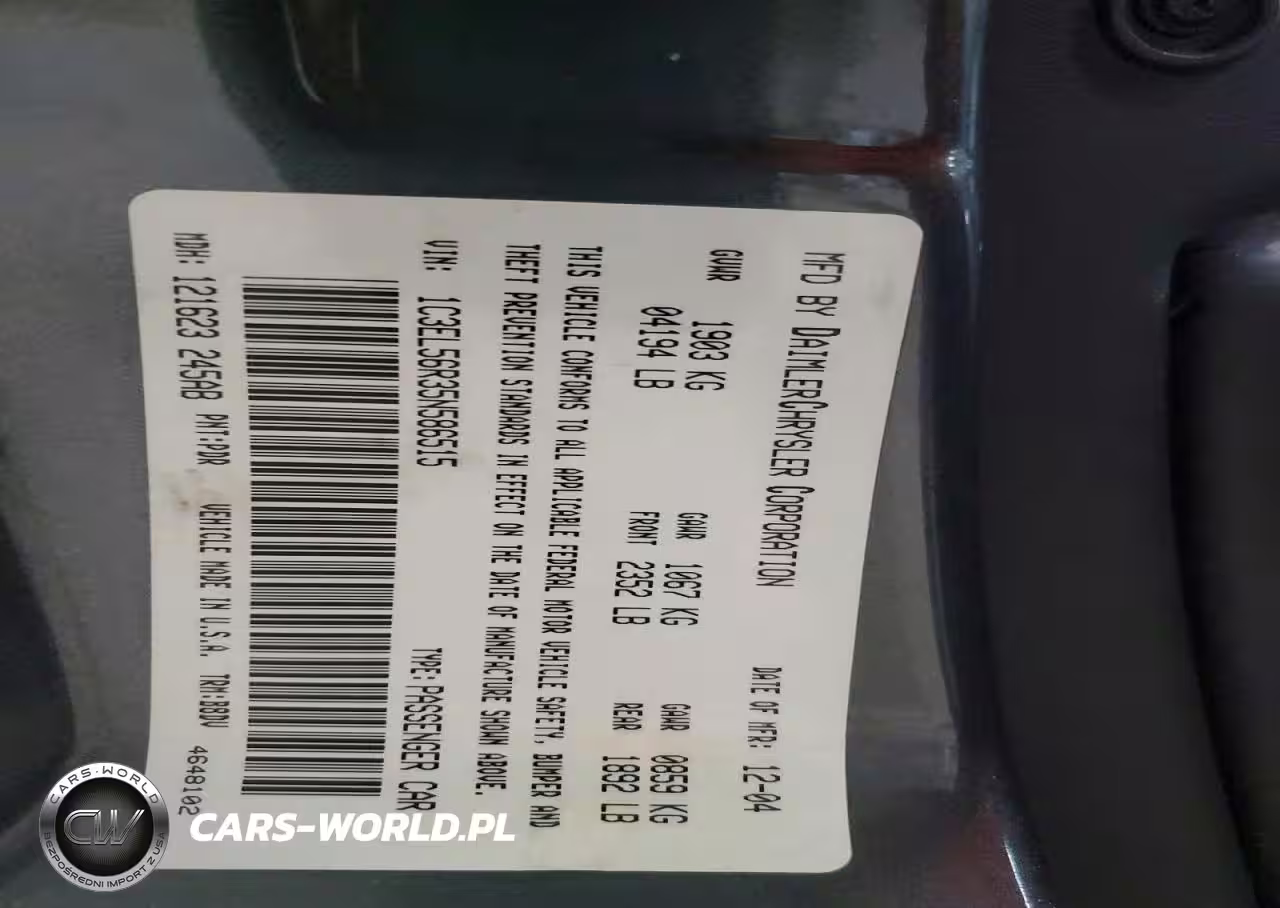 MFD BY DAIMLERCHRYSLER CORPORATION DATE OF MFR: 12-04
GVWR 1903 KG GAWR 1067 KG GAWR 0859 KG
04194 LB FRONT 2352 LB REAR 1892 LB
THIS VEHICLE CONFORMS TO ALL APPLICABLE FEDERAL MOTOR VEHICLE SAFETY, BUMPER AND
THEFT PREVENTION STANDARDS IN EFFECT ON THE DATE OF MANUFACTURE SHOWN ABOVE.
VIN: 1C3EL56R35N586515 TYPE: PASSENGER CAR
MDH: 121623 245AB PNT:PDR VEHICLE MADE IN U.S.A. TRM:BBDV 4648102
CARS-WORLD
CW
BEZPOŚREDNI IMPORT Z USA
CARS-WORLD.PL